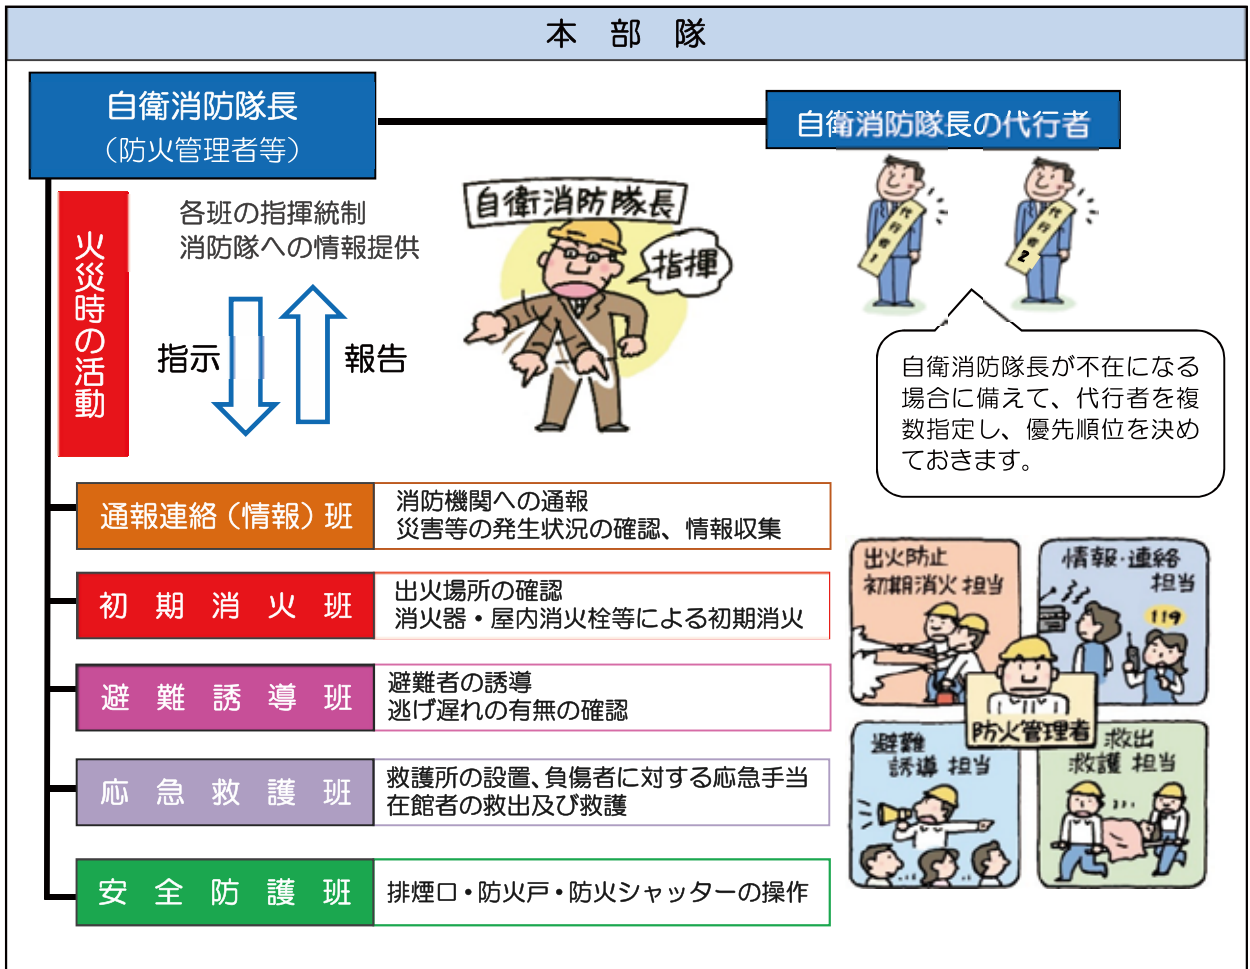 本部隊
自衛消防隊長
（防火管理者等）
自衛消防隊長の代行者
火災時の活動
各班の指揮統制
消防隊への情報提供
指示
報告
自衛消防隊長
指揮
代行者1
代行者2
自衛消防隊長が不在になる
場合に備えて、代行者を複
数指定し、優先順位を決め
ておきます。
通報連絡（情報）班
消防機関への通報
災害等の発生状況の確認、情報収集
初期消火班
出火場所の確認
消火器・屋内消火栓等による初期消火
避難誘導班
避難者の誘導
逃げ遅れの有無の確認
応急救護班
救護所の設置、負傷者に対する応急手当
在館者の救出及び救護
安全防護班
排煙口・防火戸・防火シャッターの操作
出火防止
初期消火 担当
情報・連絡
担当
119
防火管理者
避難
誘導 担当
救出
救護 担当